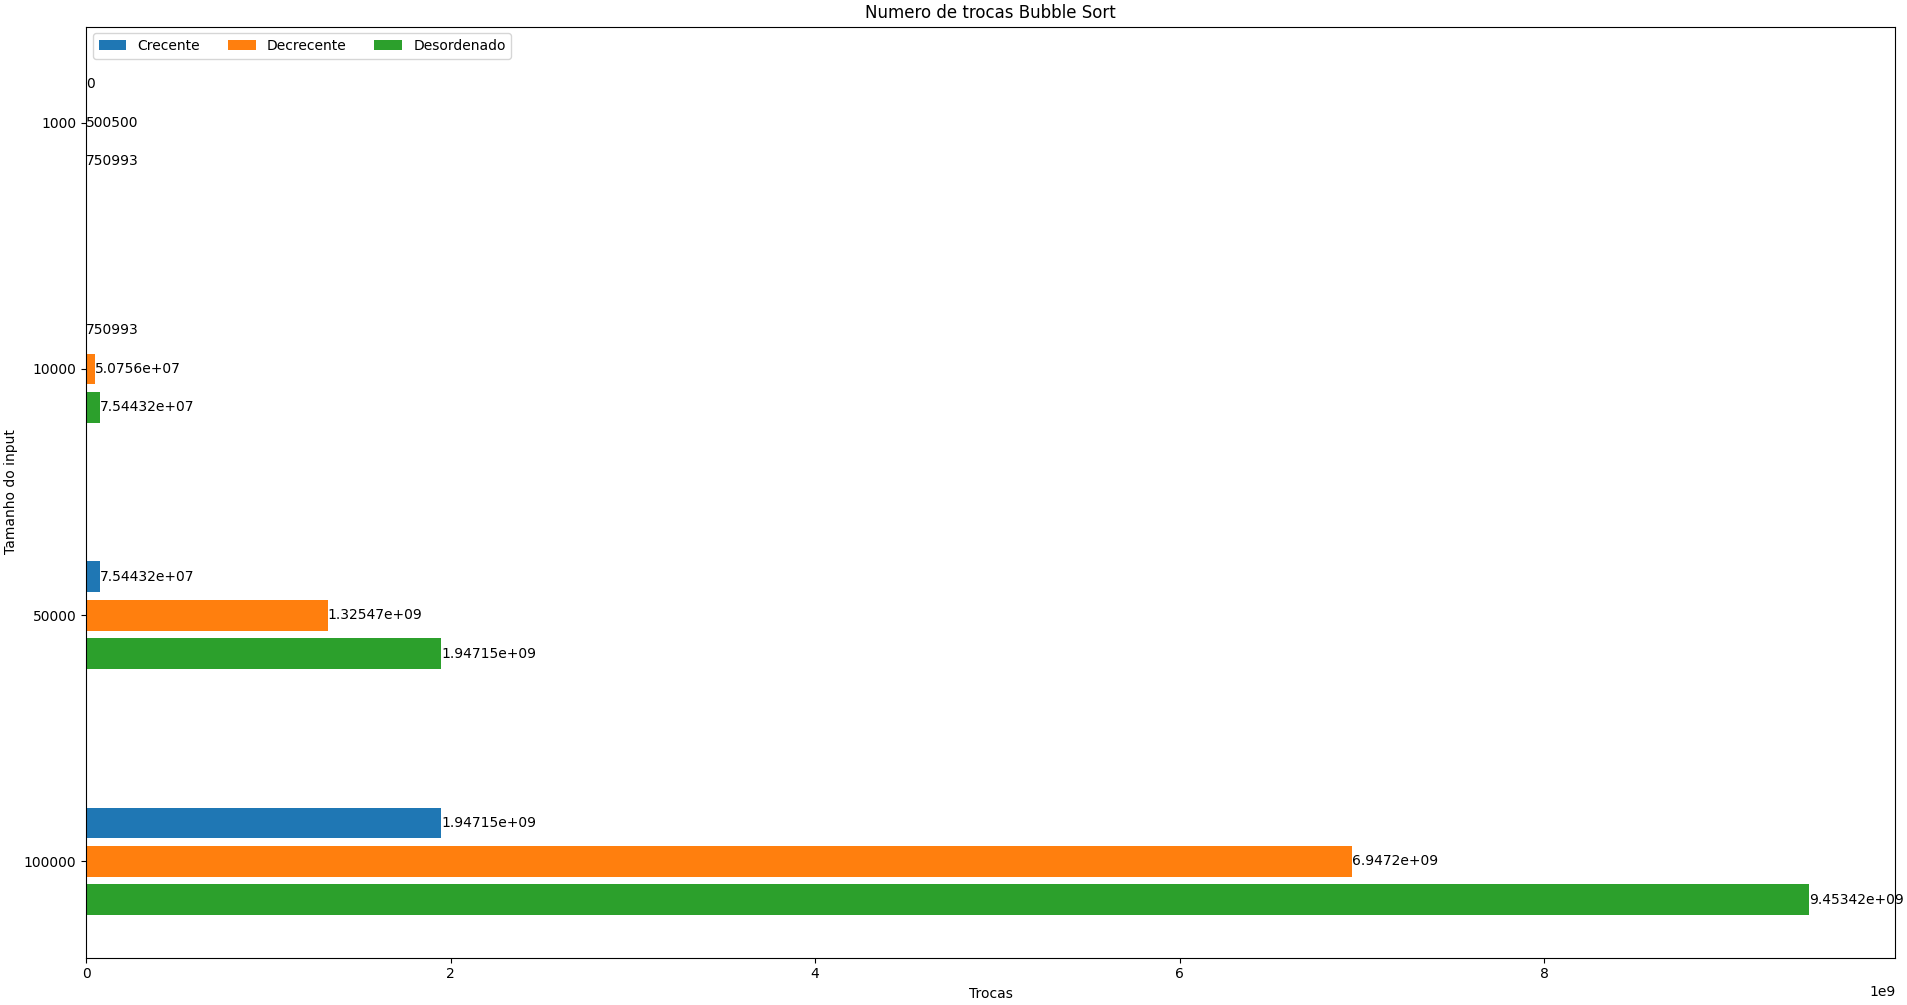 Numero de trocas Bubble Sort
Crecente Decrecente Desordenado
0
1000 500500
750993
750993
10000 5.0756e+07
7.54432e+07
Tamanho do input
7.54432e+07
50000 1.32547e+09
1.94715e+09
1.94715e+09
100000 6.9472e+09
9.45342e+09
0 2 4 6 8
Trocas
1e9